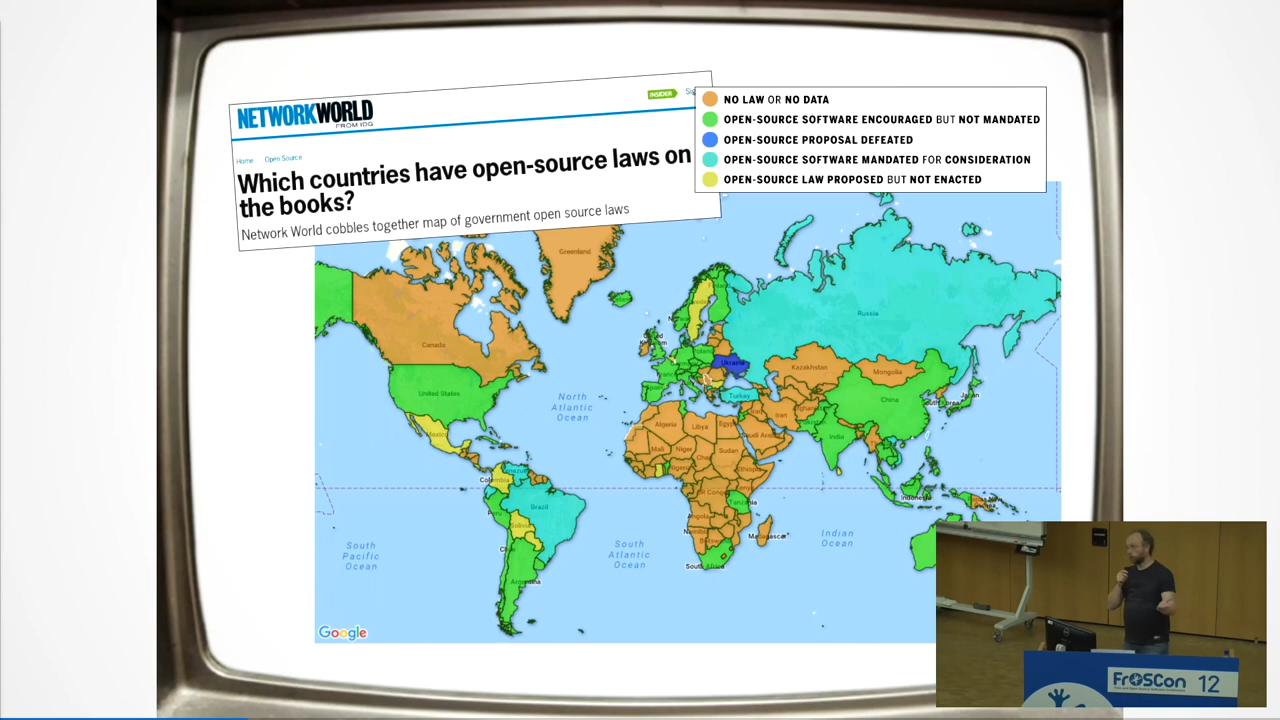 NETWORKWORLD
FROM IDG
INSIDER
Home Open Source
Which countries have open-source laws on
the books?
Network World cobbles together map of government open source laws
NO LAW OR NO DATA
OPEN-SOURCE SOFTWARE ENCOURAGED BUT NOT MANDATED
OPEN-SOURCE PROPOSAL DEFEATED
OPEN-SOURCE SOFTWARE MANDATED FOR CONSIDERATION
OPEN-SOURCE LAW PROPOSED BUT NOT ENACTED
Greenland
Russia
Canada
Ukraine
Kazakhstan
Mongolia
United States
North
Atlantic
Ocean
Turkey
China
Japan
Iran
Algeria
Libya
Mexico
India
Mali
Niger
Sudan
Brazil
Tanzania
Indonesia
Peru
Bolivia
Angola
Madagascar
South
Pacific
Ocean
South
Atlantic
Ocean
Indian
Ocean
South Africa
Argentina
Google
FrOSCon 12